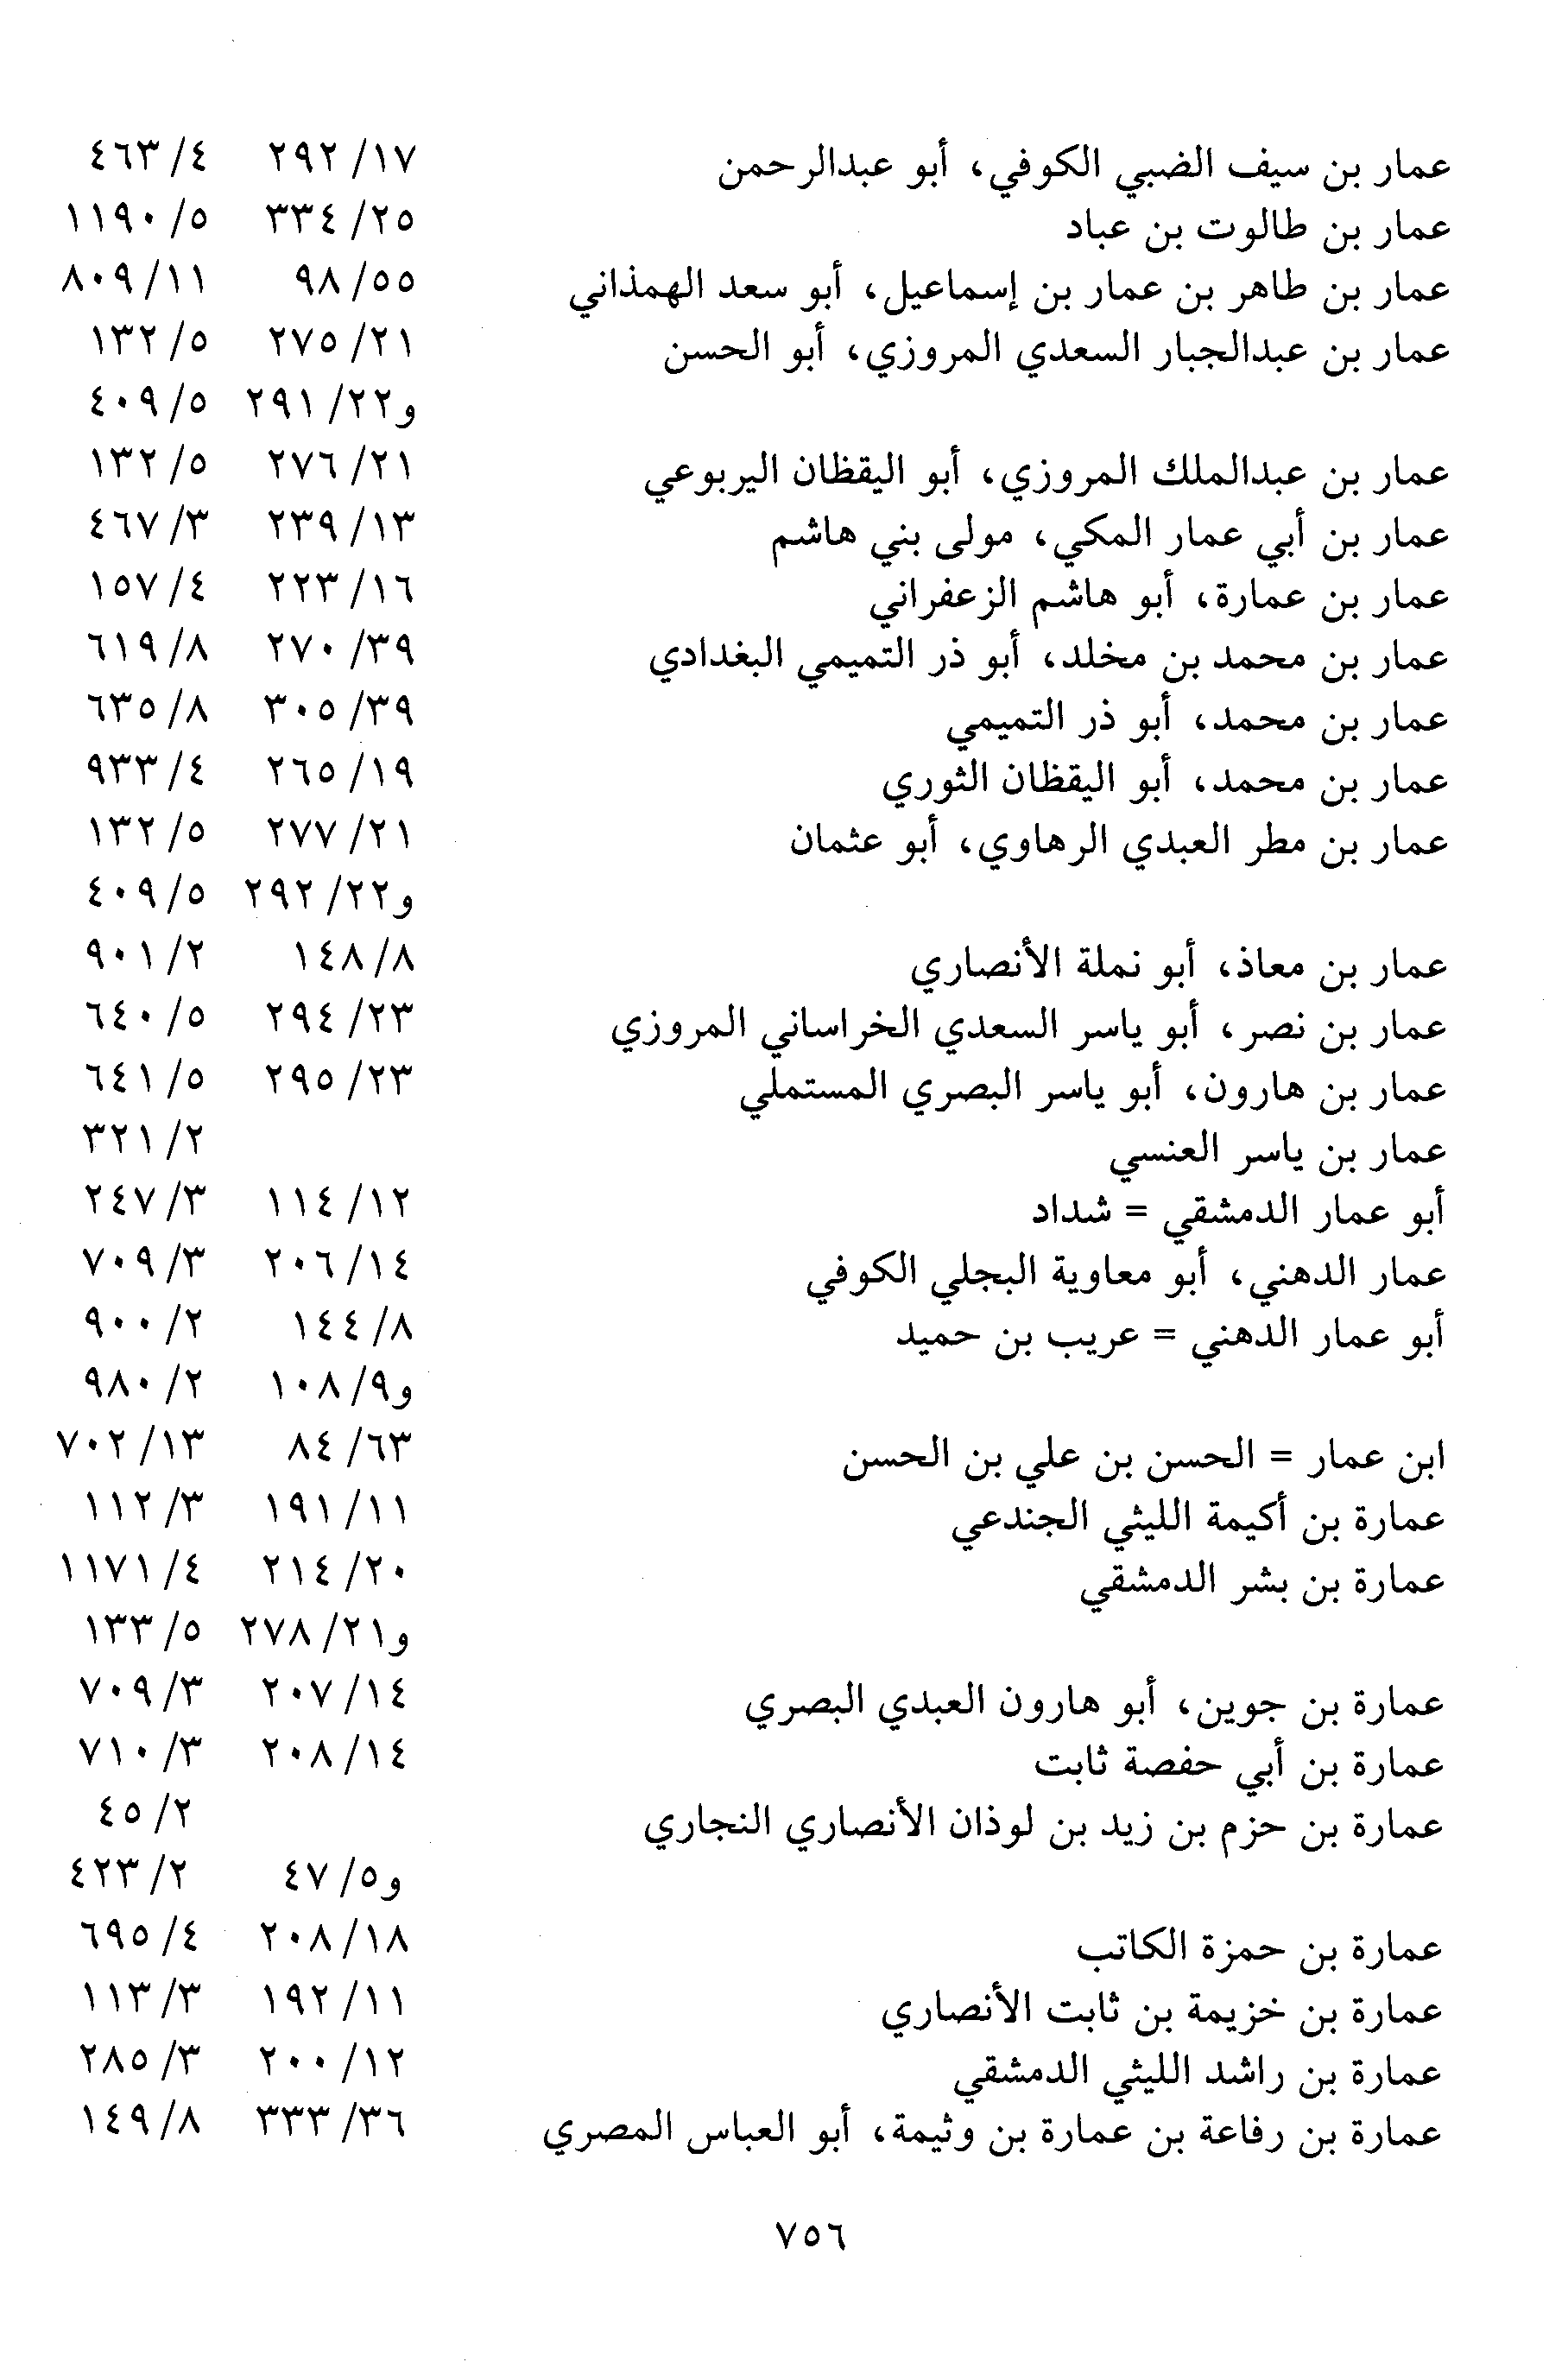 عمار بن سيف الضبي الكوفي، أبو عبدالرحمن ١٧/ ٢٩٢ ٤/ ٤٦٣
عمار بن طالوت بن عباد ٢٥/ ٣٣٤ ٥/ ١١٩٠
عمار بن طاهر بن عمار بن إسماعيل، أبو سعد الهمذاني ٥٥/ ٩٨ ١١/ ٨٠٩
عمار بن عبدالجبار السعدي المروزي، أبو الحسن ٢١/ ٢٧٥ ٥/ ١٣٢
و٢٢/ ٢٩١ ٥/ ٤٠٩
عمار بن عبدالملك المروزي، أبو اليقظان اليربوعي ٢١/ ٢٧٦ ٥/ ١٣٢
عمار بن أبي عمار المكي، مولى بني هاشم ١٣/ ٢٣٩ ٣/ ٤٦٧
عمار بن عمارة، أبو هاشم الزعفراني ١٦/ ٢٢٣ ٤/ ١٥٧
عمار بن محمد بن مخلد، أبو ذر التميمي البغدادي ٣٩/ ٢٧٠ ٨/ ٦١٩
عمار بن محمد، أبو ذر التميمي ٣٩/ ٣٠٥ ٨/ ٦٣٥
عمار بن محمد، أبو اليقظان الثوري ١٩/ ٢٦٥ ٤/ ٩٣٣
عمار بن مطر العبدي الرهاوي، أبو عثمان ٢١/ ٢٧٧ ٥/ ١٣٢
و٢٢/ ٢٩٢ ٥/ ٤٠٩
عمار بن معاذ، أبو نملة الأنصاري ٨/ ١٤٨ ٢/ ٩٠١
عمار بن نصر، أبو ياسر السعدي الخراساني المروزي ٢٣/ ٢٩٤ ٥/ ٦٤٠
عمار بن هارون، أبو ياسر البصري المستملي ٢٣/ ٢٩٥ ٥/ ٦٤١
عمار بن ياسر العنسي ٢/ ٣٢١
أبو عمار الدمشقي = شداد ١٢/ ١١٤ ٣/ ٢٤٧
عمار الدهني، أبو معاوية البجلي الكوفي ١٤/ ٢٠٦ ٣/ ٧٠٩
أبو عمار الدهني = عريب بن حميد ٨/ ١٤٤ ٢/ ٩٠٠
و٩/ ١٠٨ ٢/ ٩٨٠
ابن عمار = الحسن بن علي بن الحسن ٦٣/ ٨٤ ١٣/ ٧٠٢
عمارة بن أكيمة الليثي الجندعي ١١/ ١٩١ ٣/ ١١٢
عمارة بن بشر الدمشقي ٢٠/ ٢١٤ ٤/ ١١٧١
و٢١/ ٢٧٨ ٥/ ١٣٣
عمارة بن جوين، أبو هارون العبدي البصري ١٤/ ٢٠٧ ٣/ ٧٠٩
عمارة بن أبي حفصة ثابت ١٤/ ٢٠٨ ٣/ ٧١٠
عمارة بن حزم بن زيد بن لوذان الأنصاري النجاري ٢/ ٤٥
و٥/ ٤٧ ٢/ ٤٢٣
عمارة بن حمزة الكاتب ١٨/ ٢٠٨ ٤/ ٦٩٥
عمارة بن خزيمة بن ثابت الأنصاري ١١/ ١٩٢ ٣/ ١١٣
عمارة بن راشد الليثي الدمشقي ١٢/ ٢٠٠ ٣/ ٢٨٥
عمارة بن رفاعة بن عمارة بن وثيمة، أبو العباس المصري ٣٦/ ٣٣٣ ٨/ ١٤٩
٧٥٦